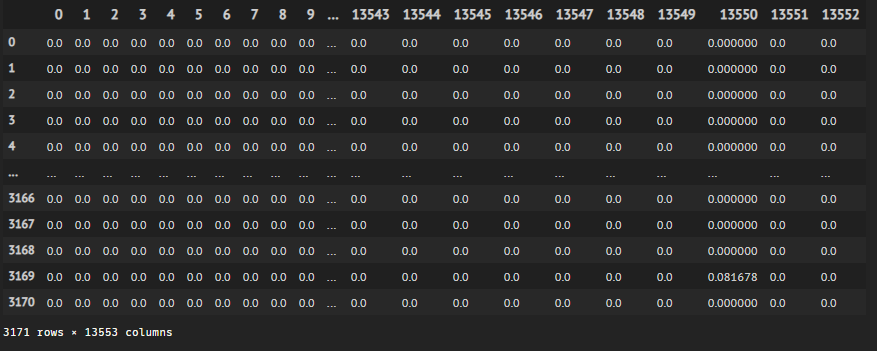 0 1 2 3 4 5 6 7 8 9 ... 13543 13544 13545 13546 13547 13548 13549 13550 13551 13552
0 0.0 0.0 0.0 0.0 0.0 0.0 0.0 0.0 0.0 0.0 ... 0.0 0.0 0.0 0.0 0.0 0.0 0.0 0.000000 0.0 0.0
1 0.0 0.0 0.0 0.0 0.0 0.0 0.0 0.0 0.0 0.0 ... 0.0 0.0 0.0 0.0 0.0 0.0 0.0 0.000000 0.0 0.0
2 0.0 0.0 0.0 0.0 0.0 0.0 0.0 0.0 0.0 0.0 ... 0.0 0.0 0.0 0.0 0.0 0.0 0.0 0.000000 0.0 0.0
3 0.0 0.0 0.0 0.0 0.0 0.0 0.0 0.0 0.0 0.0 ... 0.0 0.0 0.0 0.0 0.0 0.0 0.0 0.000000 0.0 0.0
4 0.0 0.0 0.0 0.0 0.0 0.0 0.0 0.0 0.0 0.0 ... 0.0 0.0 0.0 0.0 0.0 0.0 0.0 0.000000 0.0 0.0
... ... ... ... ... ... ... ... ... ... ... ... ... ... ... ... ... ... ... ... ... ...
3166 0.0 0.0 0.0 0.0 0.0 0.0 0.0 0.0 0.0 0.0 ... 0.0 0.0 0.0 0.0 0.0 0.0 0.0 0.000000 0.0 0.0
3167 0.0 0.0 0.0 0.0 0.0 0.0 0.0 0.0 0.0 0.0 ... 0.0 0.0 0.0 0.0 0.0 0.0 0.0 0.000000 0.0 0.0
3168 0.0 0.0 0.0 0.0 0.0 0.0 0.0 0.0 0.0 0.0 ... 0.0 0.0 0.0 0.0 0.0 0.0 0.0 0.000000 0.0 0.0
3169 0.0 0.0 0.0 0.0 0.0 0.0 0.0 0.0 0.0 0.0 ... 0.0 0.0 0.0 0.0 0.0 0.0 0.0 0.081678 0.0 0.0
3170 0.0 0.0 0.0 0.0 0.0 0.0 0.0 0.0 0.0 0.0 ... 0.0 0.0 0.0 0.0 0.0 0.0 0.0 0.000000 0.0 0.0
3171 rows × 13553 columns